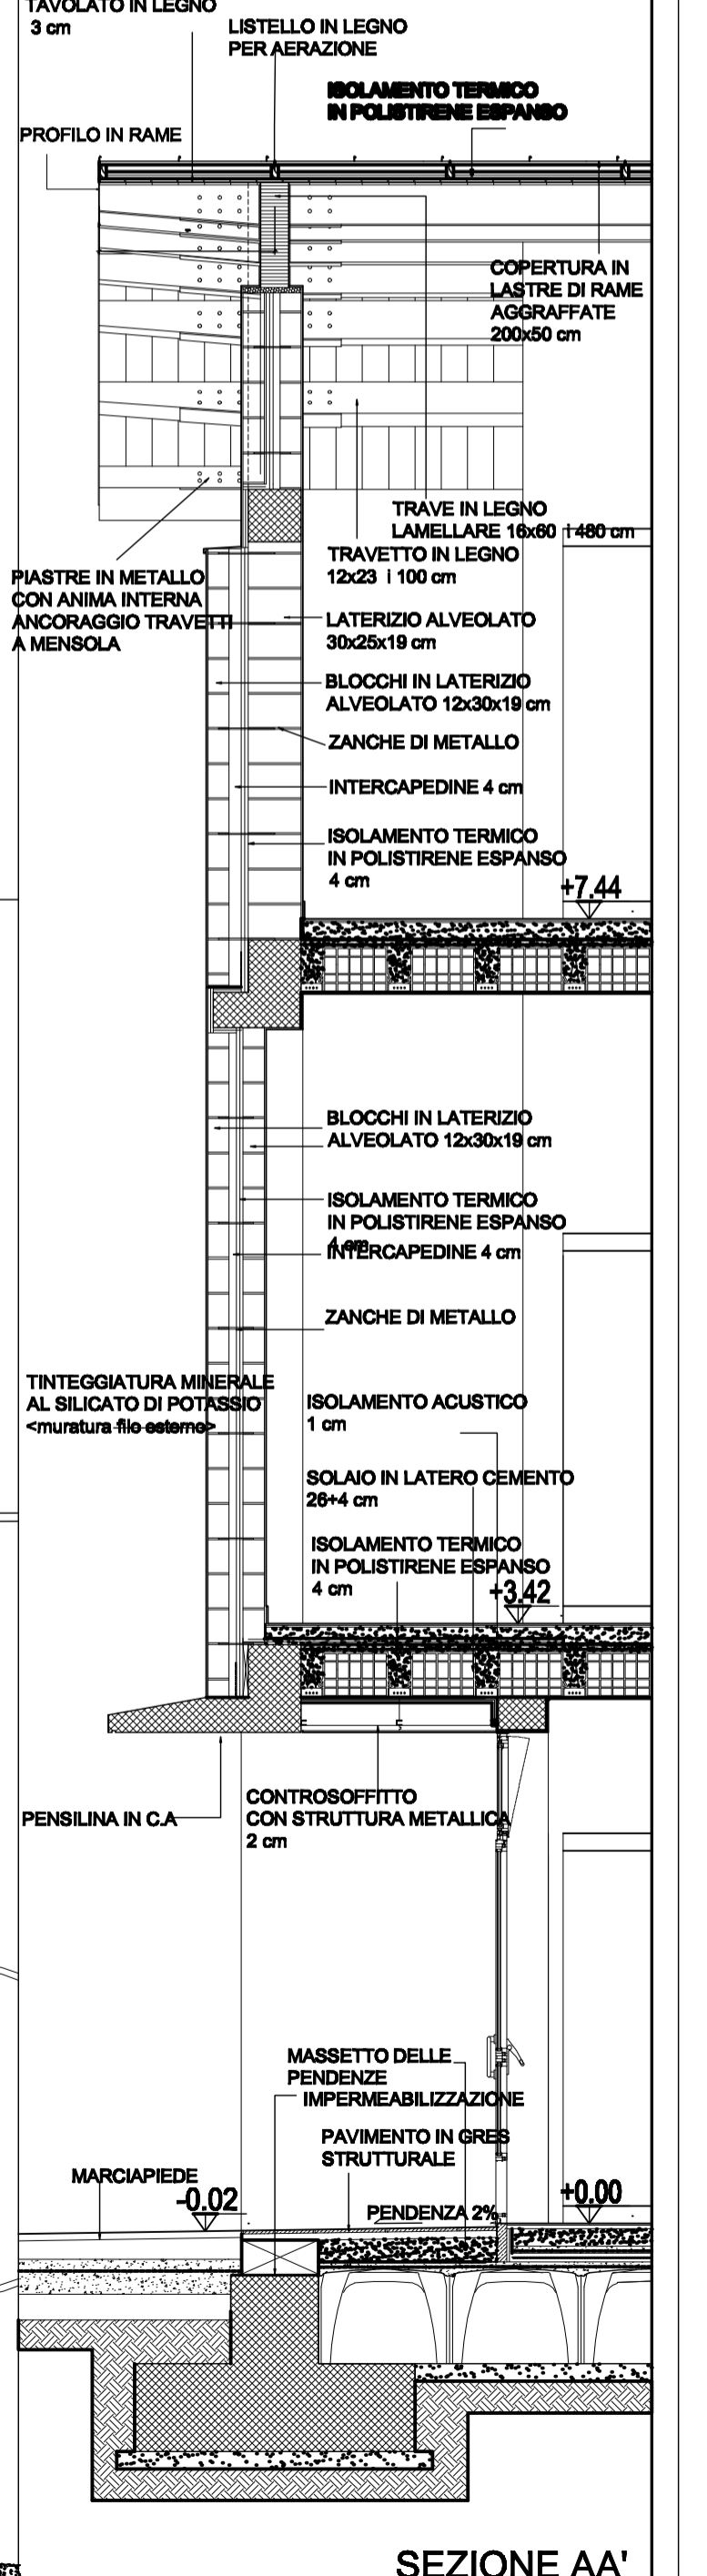 TAVOLATO IN LEGNO
3 cm
LISTELLO IN LEGNO
PER AERAZIONE
ISOLAMENTO TERMICO
IN POLISTIRENE ESPANSO
PROFILO IN RAME
COPERTURA IN
LASTRE DI RAME
AGGRAFFATE
200x50 cm
TRAVE IN LEGNO
LAMELLARE 16x60 i 480 cm
TRAVETTO IN LEGNO
12x23 i 100 cm
PIASTRE IN METALLO
CON ANIMA INTERNA
ANCORAGGIO TRAVETTI
A MENSOLA
LATERIZIO ALVEOLATO
30x25x19 cm
BLOCCHI IN LATERIZIO
ALVEOLATO 12x30x19 cm
ZANCHE DI METALLO
INTERCAPEDINE 4 cm
ISOLAMENTO TERMICO
IN POLISTIRENE ESPANSO
4 cm
+7.44
BLOCCHI IN LATERIZIO
ALVEOLATO 12x30x19 cm
ISOLAMENTO TERMICO
IN POLISTIRENE ESPANSO
4 cm
INTERCAPEDINE 4 cm
ZANCHE DI METALLO
TINTEGGIATURA MINERALE
AL SILICATO DI POTASSIO
<muratura filo esterno>
ISOLAMENTO ACUSTICO
1 cm
SOLAIO IN LATERO CEMENTO
26+4 cm
ISOLAMENTO TERMICO
IN POLISTIRENE ESPANSO
4 cm
+3.42
PENSILINA IN C.A
CONTROSOFFITTO
CON STRUTTURA METALLICA
2 cm
MASSETTO DELLE
PENDENZE
IMPERMEABILIZZAZIONE
PAVIMENTO IN GRES
STRUTTURALE
MARCIAPIEDE
-0.02
PENDENZA 2%
+0.00
SEZIONE AA'